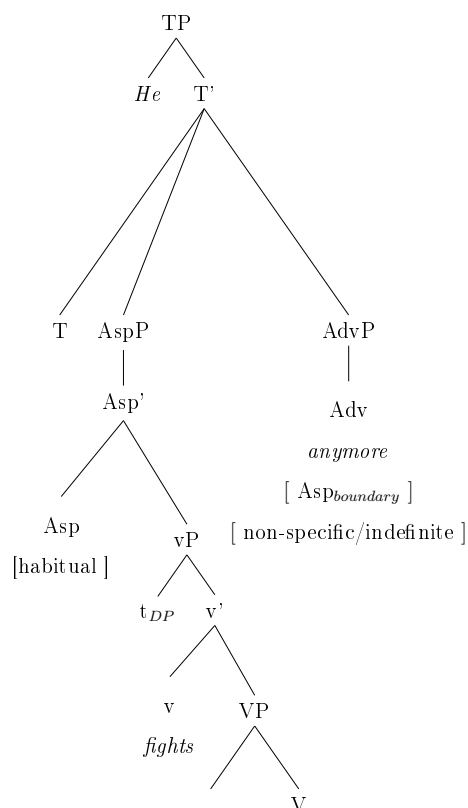 TP
He T'
T AspP AdvP
Asp' Adv
anymore
[ Asp_boundary ]
Asp vP [ non-specific/indefinite ]
[habitual ]
t_DP v'
v VP
fights
V